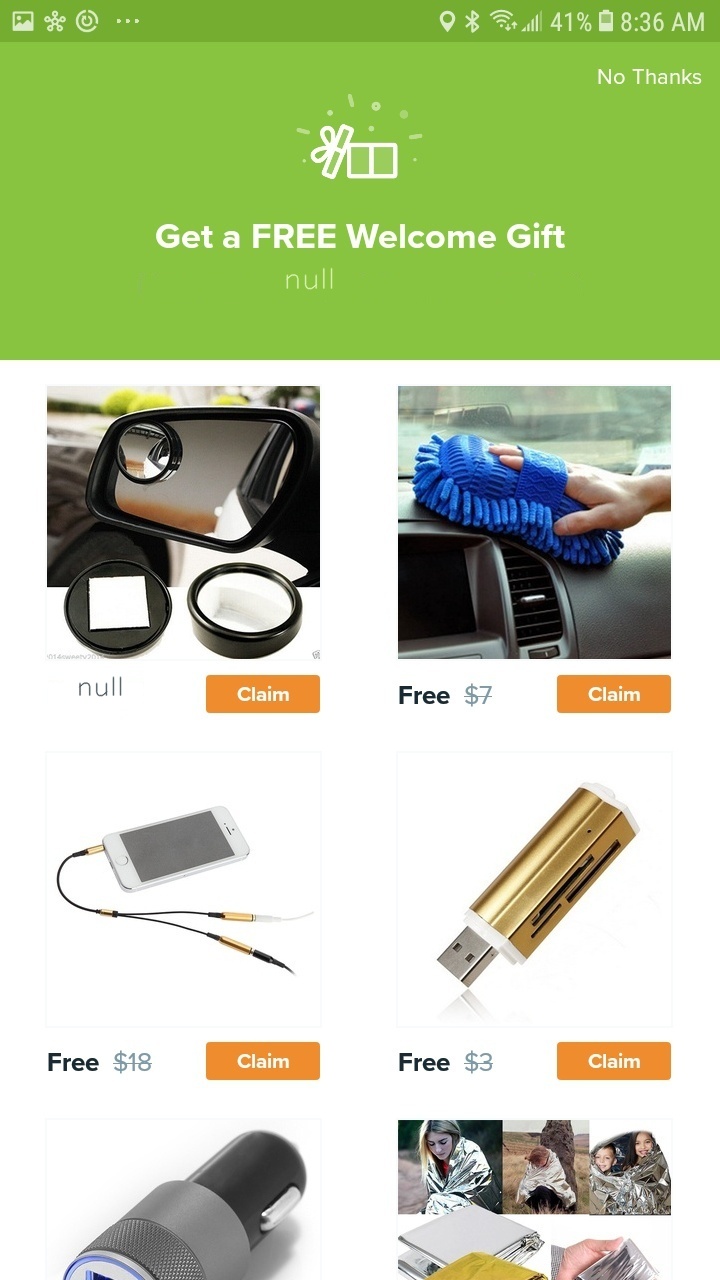 41% 8:36 AM
No Thanks
Get a FREE Welcome Gift
null
null
Claim
Free $7
Claim
Free $18
Claim
Free $3
Claim